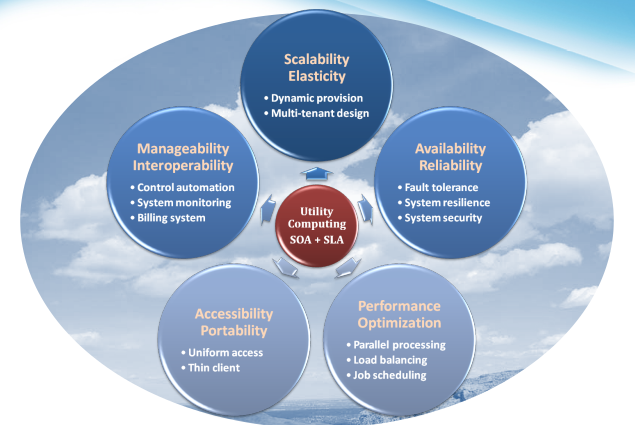 Scalability
Elasticity
• Dynamic provision
• Multi-tenant design
Manageability
Interoperability
• Control automation
• System monitoring
• Billing system
Availability
Reliability
• Fault tolerance
• System resilience
• System security
Utility
Computing
SOA + SLA
Accessibility
Portability
• Uniform access
• Thin client
Performance
Optimization
• Parallel processing
• Load balancing
• Job scheduling